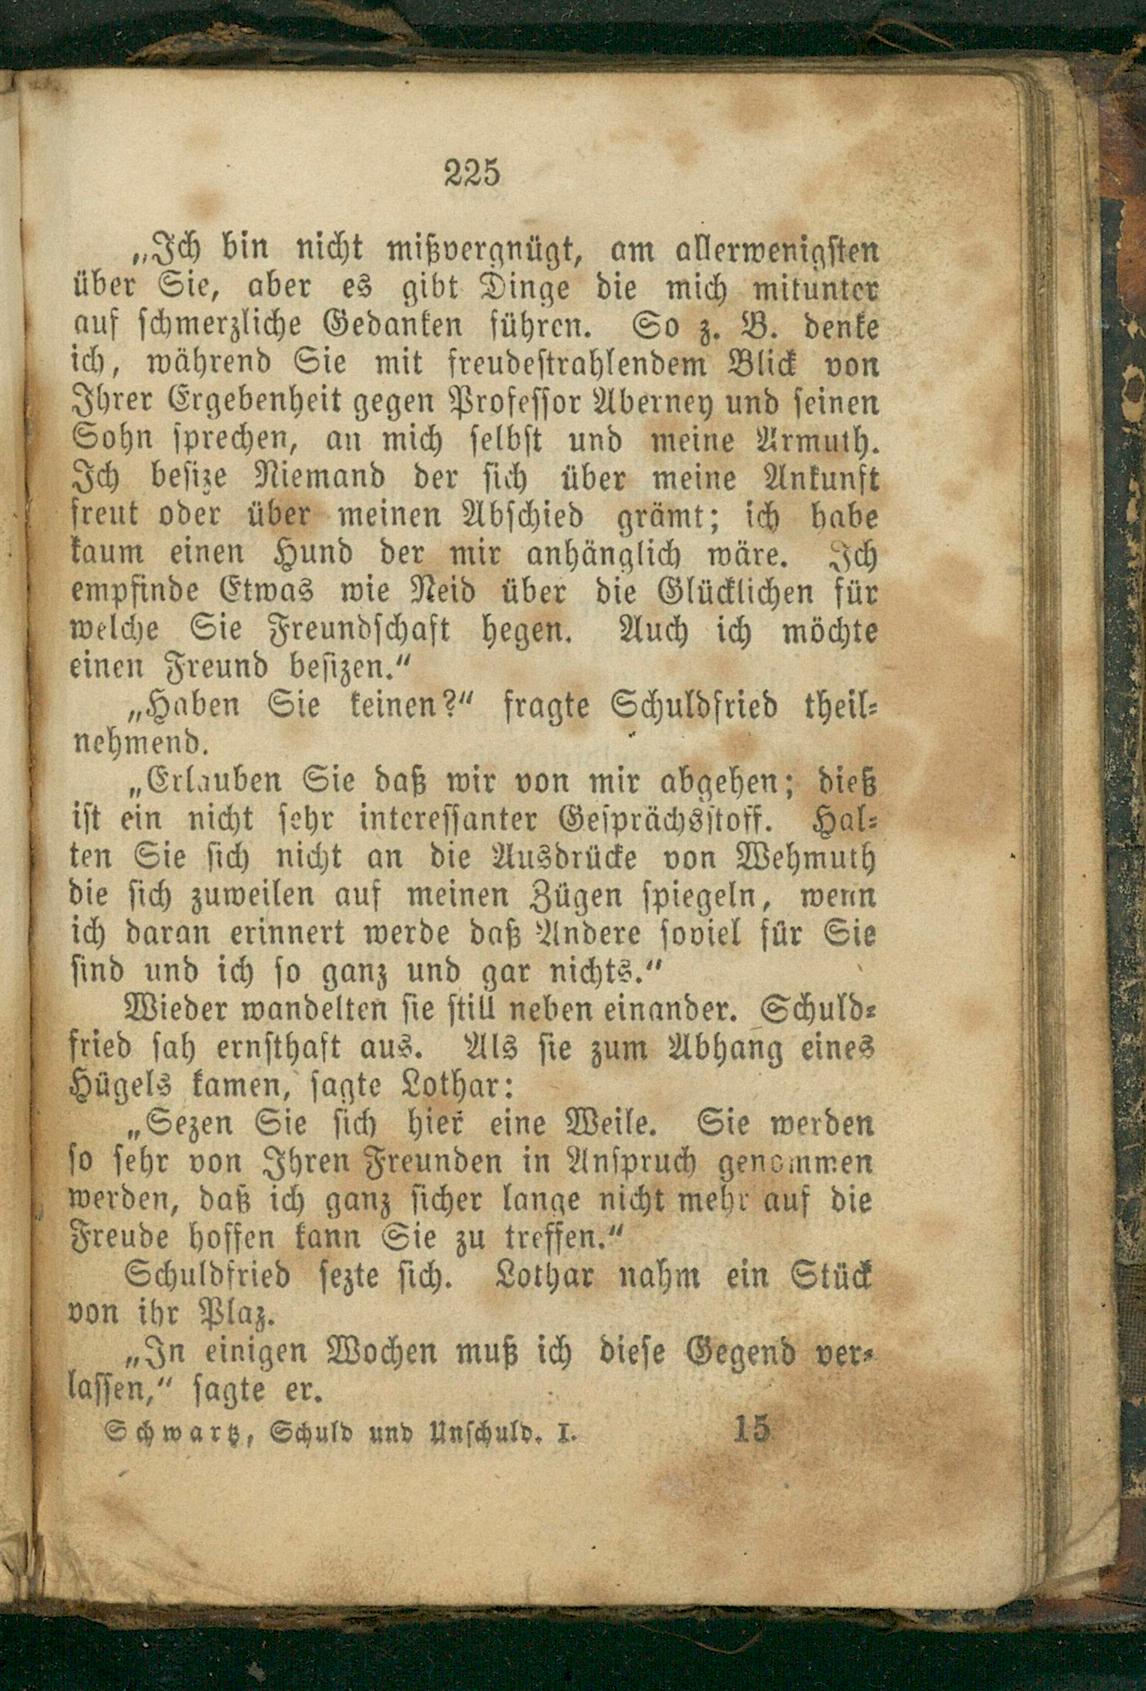 225
„Ich bin nicht mißvergnügt, am allerwenigsten
über Sie, aber es gibt Dinge die mich mitunter
auf schmerzliche Gedanken führen. So z. B. denke
ich, während Sie mit freudestrahlendem Blick von
Ihrer Ergebenheit gegen Professor Aberney und seinen
Sohn sprechen, an mich selbst und meine Armuth.
Ich besize Niemand der sich über meine Ankunft
freut oder über meinen Abschied grämt; ich habe
kaum einen Hund der mir anhänglich wäre. Ich
empfinde Etwas wie Neid über die Glücklichen für
welche Sie Freundschaft hegen. Auch ich möchte
einen Freund besizen.“
„Haben Sie keinen?“ fragte Schuldfried theil-
nehmend.
„Erlauben Sie daß wir von mir abgehen; dieß
ist ein nicht sehr interessanter Gesprächsstoff. Hal-
ten Sie sich nicht an die Ausdrücke von Wehmuth
die sich zuweilen auf meinen Zügen spiegeln, wenn
ich daran erinnert werde daß Andere soviel für Sie
sind und ich so ganz und gar nichts.“
Wieder wandelten sie still neben einander. Schuld-
fried sah ernsthaft aus. Als sie zum Abhang eines
Hügels kamen, sagte Lothar:
„Sezen Sie sich hier eine Weile. Sie werden
so sehr von Ihren Freunden in Anspruch genommen
werden, daß ich ganz sicher lange nicht mehr auf die
Freude hoffen kann Sie zu treffen.“
Schuldfried sezte sich. Lothar nahm ein Stück
von ihr Plaz.
„In einigen Wochen muß ich diese Gegend ver-
lassen,“ sagte er.
Schwartz, Schuld und Unschuld. I. 15